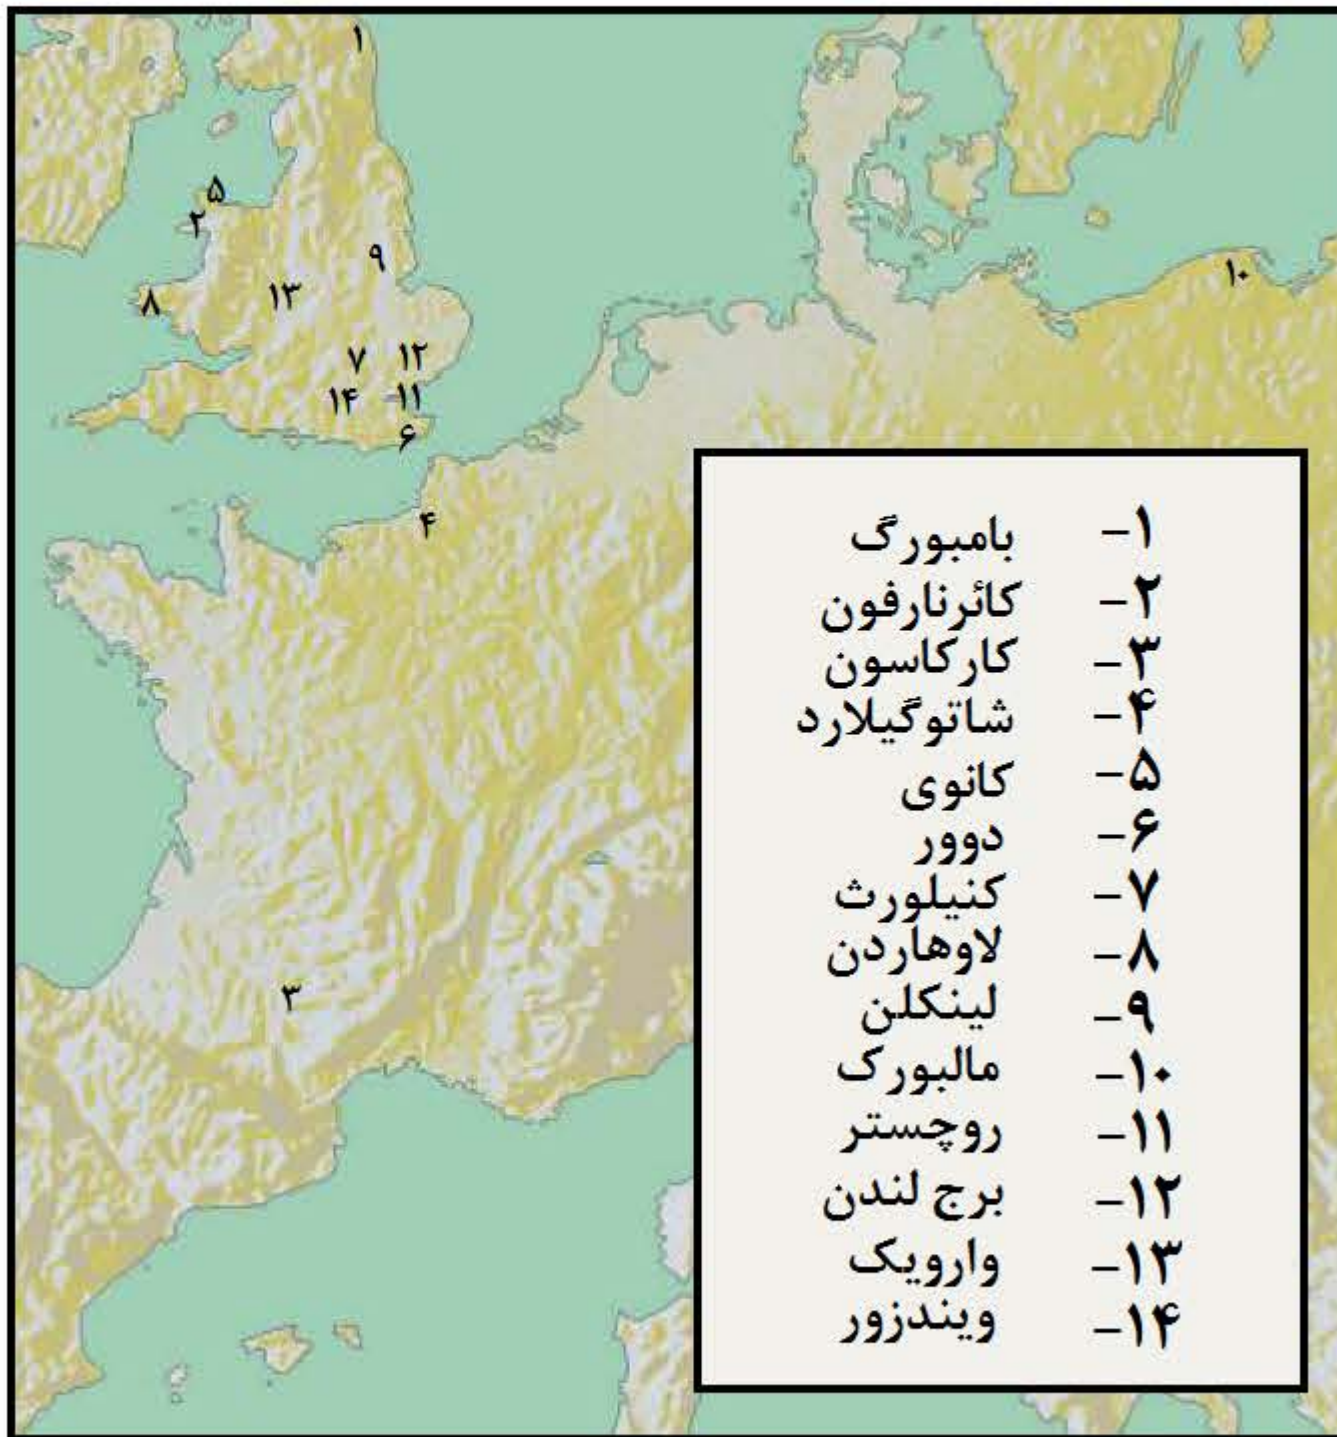 ۱
۵
۲
۹
۱۰
۱۳
۸
۷
۱۲
۱۴
۱۱
۶
۴
۳
۱- بامبورگ
۲- کائرنارفون
۳- کارکاسون
۴- شاتوگیلارد
۵- کانوی
۶- دوور
۷- کنیلورث
۸- لاوهاردن
۹- لینکلن
۱۰- مالبورک
۱۱- روچستر
۱۲- برج لندن
۱۳- وارویک
۱۴- ویندزور